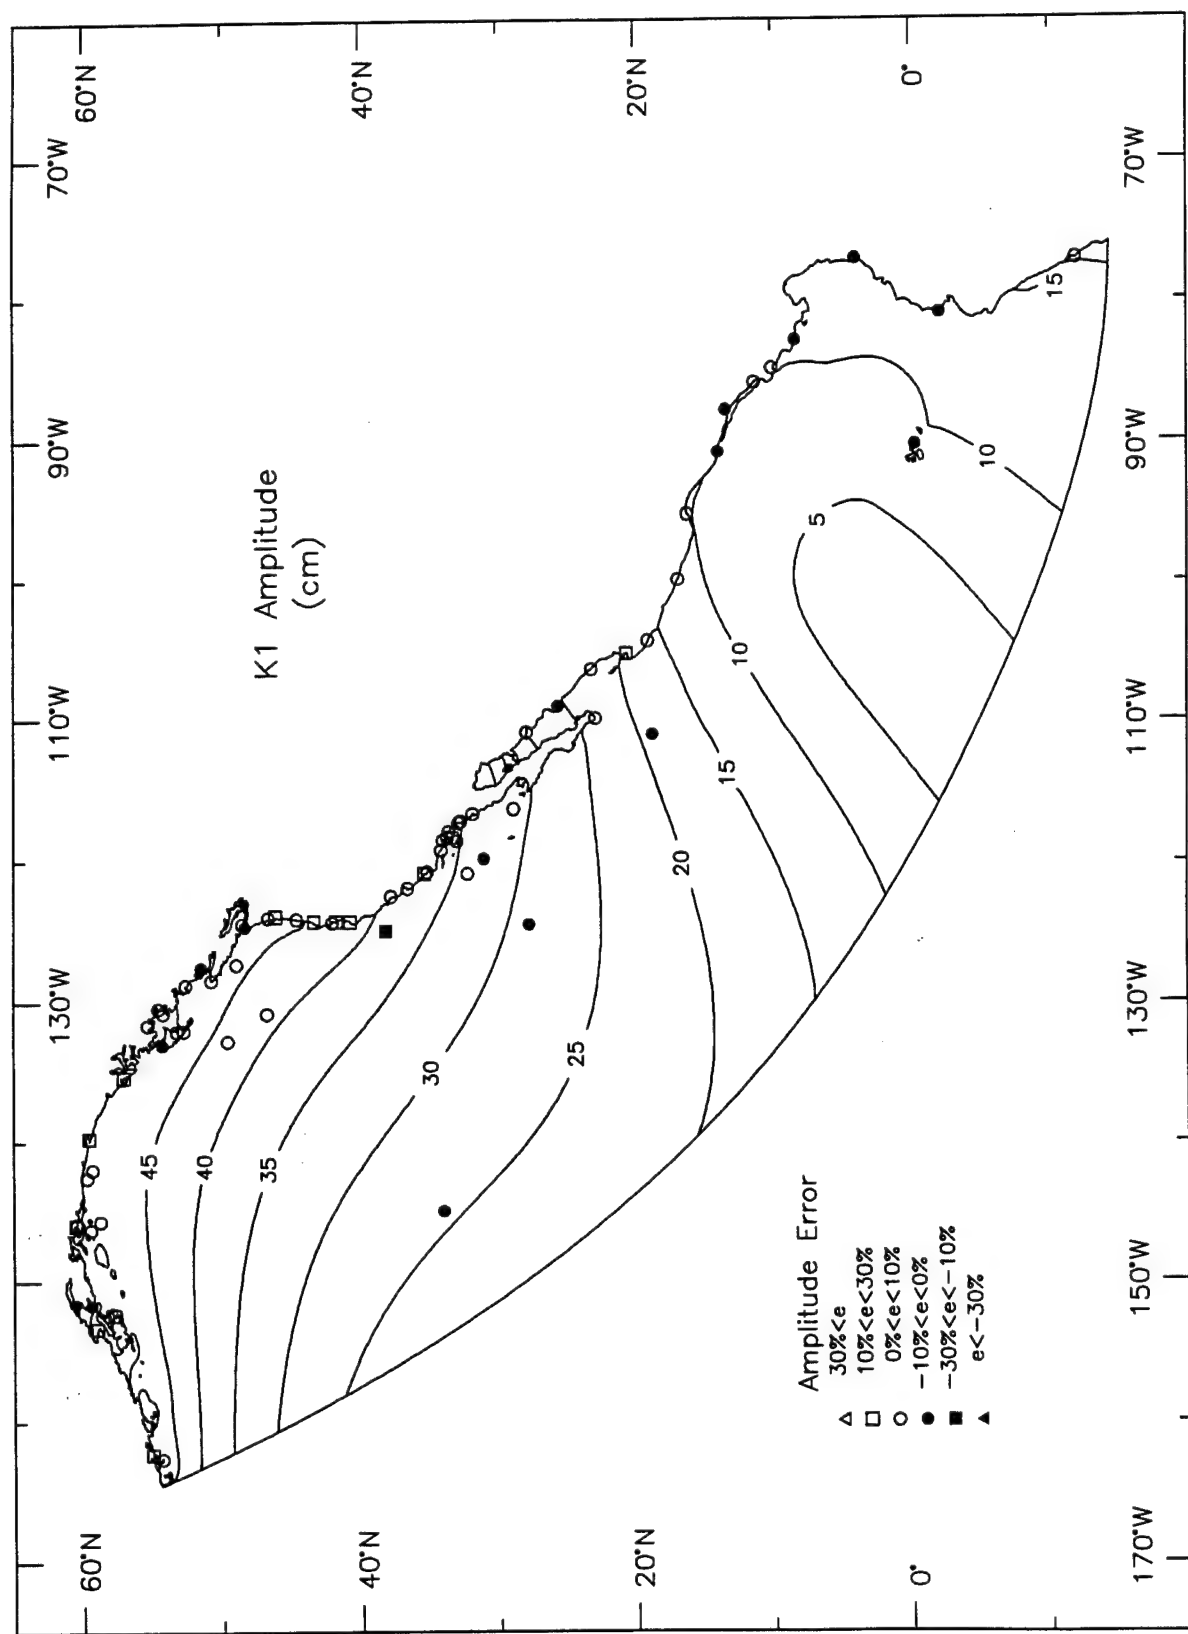 K1 Amplitude
(cm)
60°N
40°N
20°N
0°
70°W
90°W
110°W
130°W
150°W
170°W
60°N
40°N
20°N
0°
70°W
90°W
110°W
130°W
45
40
35
30
25
20
15
10
5
10
15
Amplitude Error
△ 30%<e
□ 10%<e<30%
○ 0%<e<10%
● −10%<e<0%
■ −30%<e<−10%
▲ e<−30%